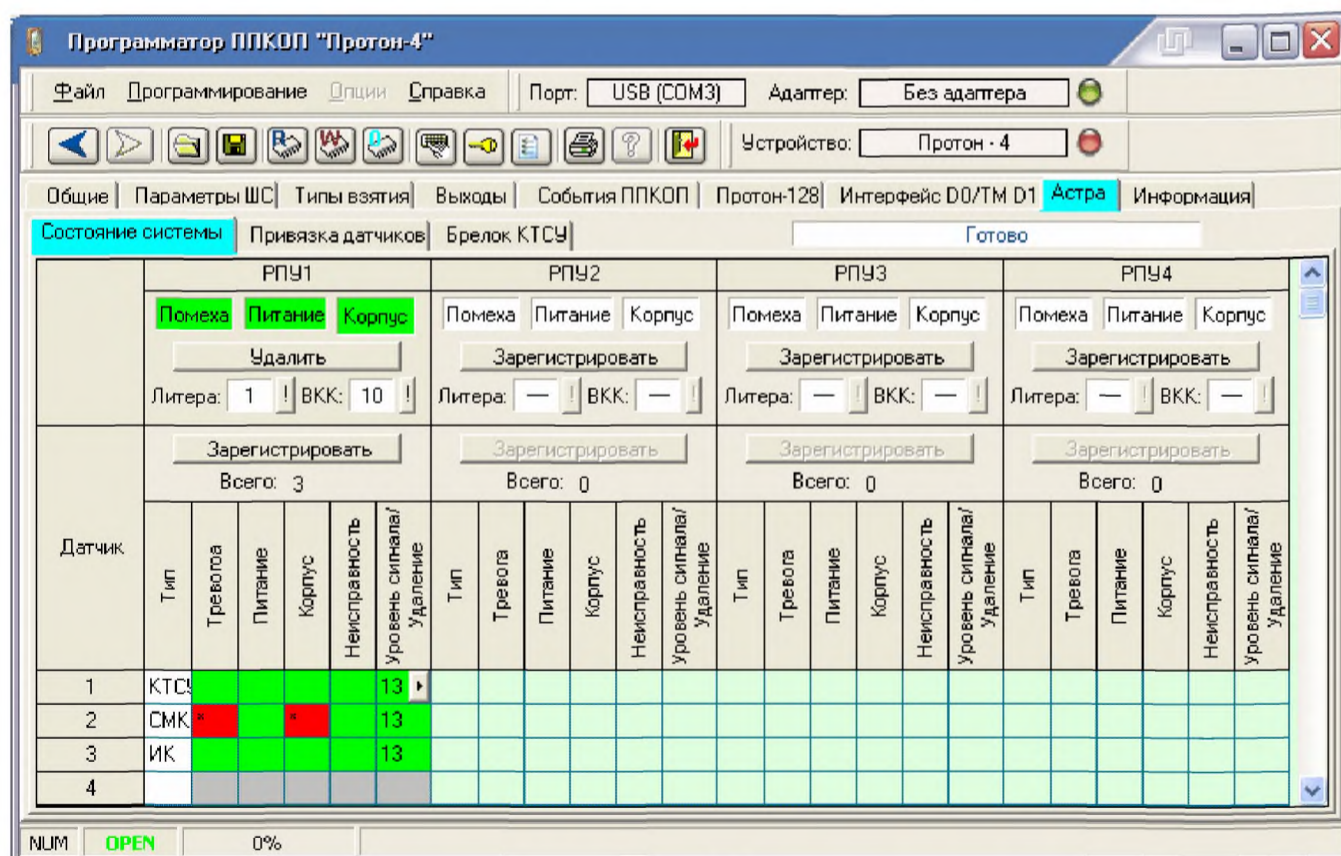 Программатор ППКОП "Протон-4"
Файл Программирование Опции Справка Порт: USB (COM3) Адаптер: Без адаптера
Устройство: Протон - 4
Общие Параметры ШС Типы взятия Выходы События ППКОП Протон-128 Интерфейс D0/TM D1 Астра Информация
Состояние системы Привязка датчиков Брелок КТСУ Готово
РПУ1 РПУ2 РПУ3 РПУ4
Помеха Питание Корпус Помеха Питание Корпус Помеха Питание Корпус Помеха Питание Корпус
Удалить Зарегистрировать Зарегистрировать Зарегистрировать
Литера: 1 ! ВКК: 10 ! Литера: — ! ВКК: — ! Литера: — ! ВКК: — ! Литера: — ! ВКК: — !
Зарегистрировать Зарегистрировать Зарегистрировать Зарегистрировать
Всего: 3 Всего: 0 Всего: 0 Всего: 0
Датчик Тип Тревогоа Питание Корпус Неисправность Уровень сигнала/ Удаление Тип Тревога Питание Корпус Неисправность Уровень сигнала/ Удаление Тип Тревога Питание Корпус Неисправность Уровень сигнала/ Удаление Тип Тревога Питание Корпус Неисправность Уровень сигнала/ Удаление
1 КТСУ 13
2 СМК * * 13
3 ИК 13
4
NUM OPEN 0%